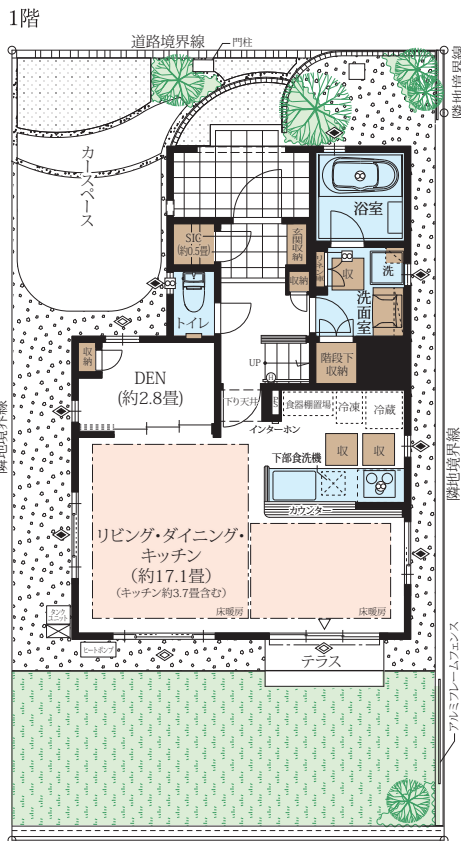 1階
道路境界線
門柱
隣地境界線
カースペース
浴室
SIC
(約0.5畳)
玄関収納
リネン庫
収
洗
収納
洗面室
トイレ
UP
階段下
収納
収納
DEN
(約2.8畳)
下り天井
食器棚置場
冷凍
冷蔵
インターホン
収
収
下部食洗機
隣地境界線
隣地境界線
カウンター
リビング・ダイニング・
キッチン
(約17.1畳)
(キッチン約3.7畳含む)
床暖房
床暖房
タンク
ユニット
ヒートポンプ
テラス
アルミフレームフェンス